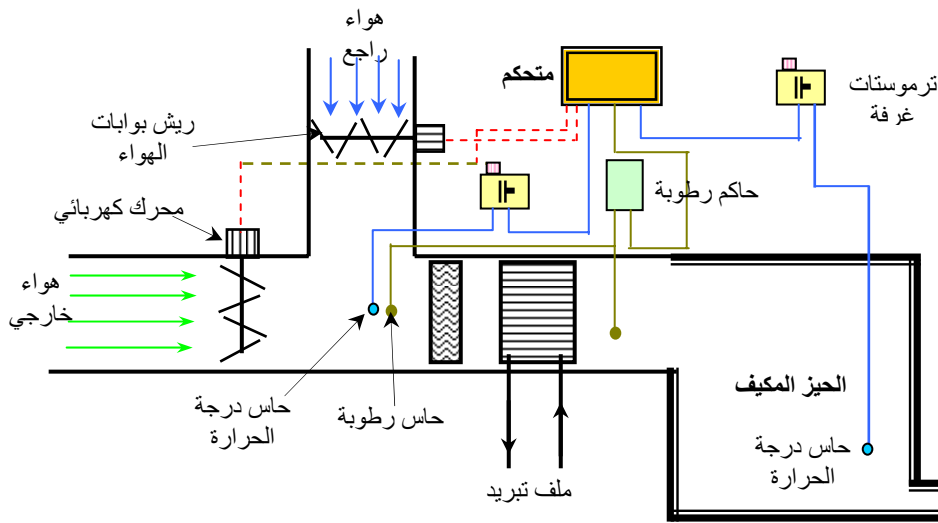 هواء
راجع
متحكم
ترموستات
غرفة
ريش بوابات
الهواء
حاكم رطوبة
محرك كهربائي
هواء
خارجي
الحيز المكيف
حاس درجة
الحرارة
حاس رطوبة
حاس درجة
الحرارة
ملف تبريد